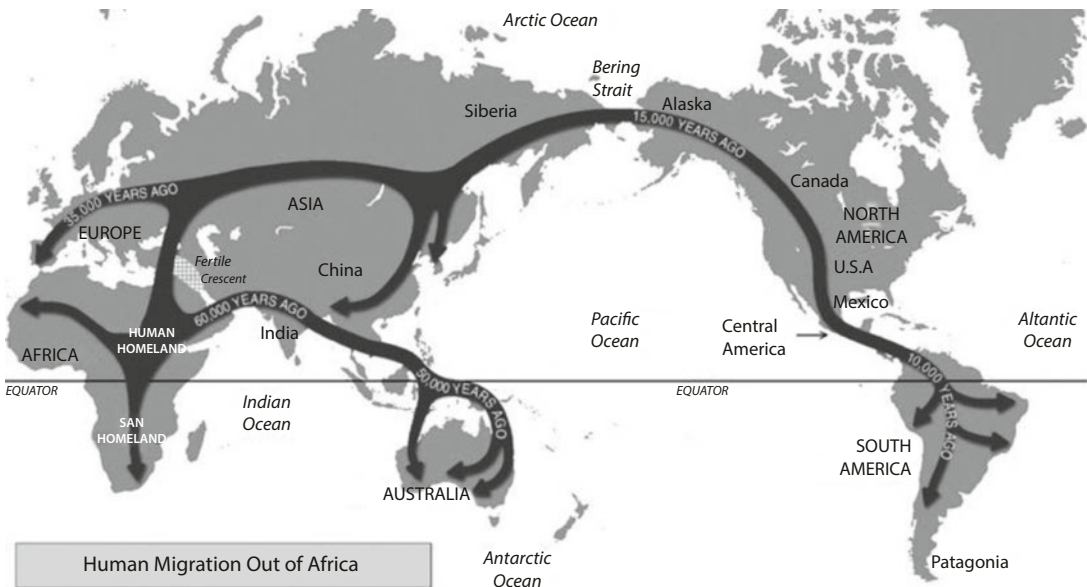 Arctic Ocean
Bering
Strait
Alaska
Siberia
15,000 YEARS AGO
Canada
35,000 YEARS AGO
ASIA
NORTH
AMERICA
EUROPE
Fertile
Crescent
China
U.S.A
60,000 YEARS AGO
Mexico
India
HUMAN
HOMELAND
AFRICA
Pacific
Ocean
Central
America
Altantic
Ocean
10,000
YEARS AGO
50,000 YEARS AGO
EQUATOR
EQUATOR
Indian
Ocean
SAN
HOMELAND
SOUTH
AMERICA
AUSTRALIA
Human Migration Out of Africa
Antarctic
Ocean
Patagonia